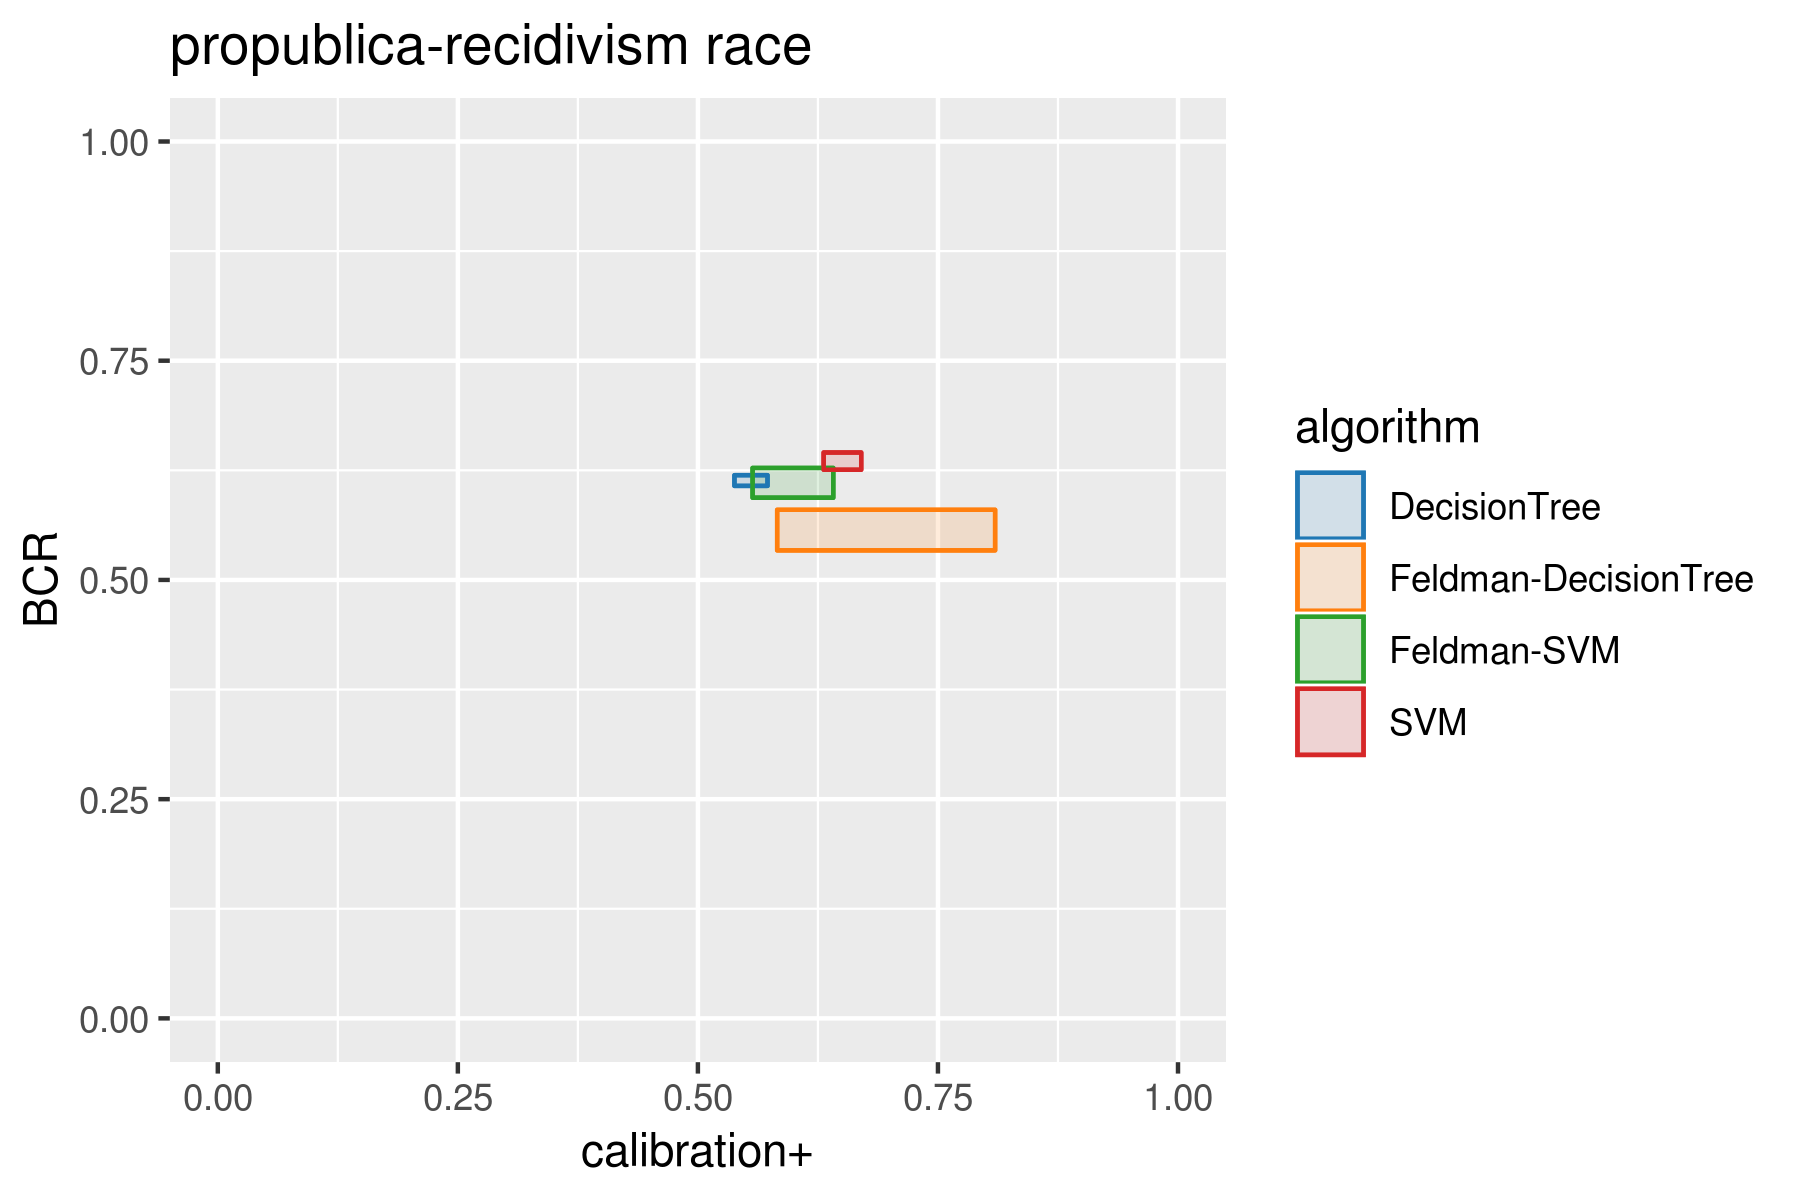 propublica-recidivism race
1.00
0.75
0.50
0.25
0.00
BCR
0.00 0.25 0.50 0.75 1.00
calibration+
algorithm
DecisionTree
Feldman-DecisionTree
Feldman-SVM
SVM